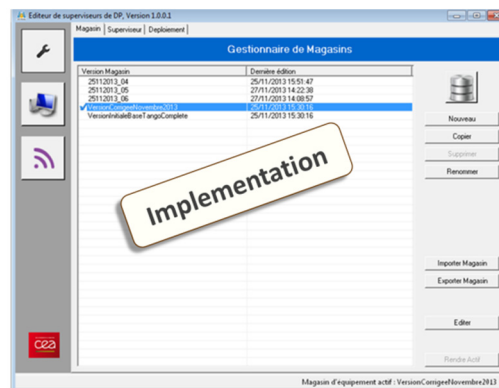 Editeur de superviseurs de DP, Version 1.0.0.1
Magasin Superviseur Deploiement
Gestionnaire de Magasins
Version Magasin Dernière édition
25112013_04 25/11/2013 15:51:47
25112013_05 27/11/2013 14:22:38
25112013_06 27/11/2013 14:08:57
VersionCorrigeeNovembre2013 25/11/2013 15:30:16
VersionInitialeBaseTangoComplete 25/11/2013 15:30:16
Nouveau
Copier
Supprimer
Renommer
Implementation
Importer Magasin
Exporter Magasin
Editer
cea
Rendre Actif
Magasin d'équipement actif : VersionCorrigeeNovembre2013